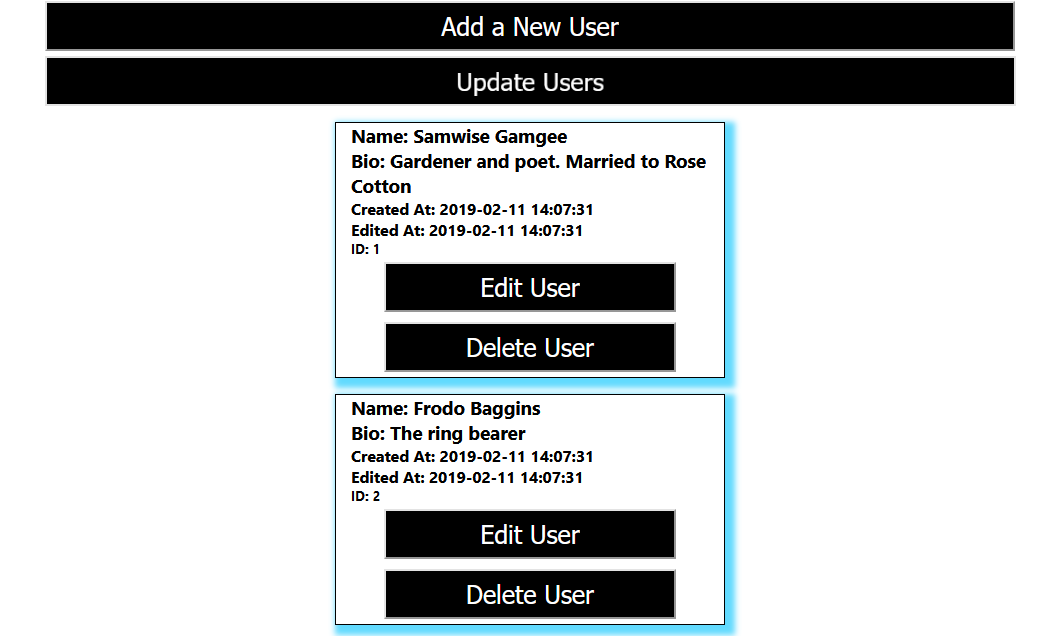 Add a New User
Update Users
Name: Samwise Gamgee
Bio: Gardener and poet. Married to Rose
Cotton
Created At: 2019-02-11 14:07:31
Edited At: 2019-02-11 14:07:31
ID: 1
Edit User
Delete User
Name: Frodo Baggins
Bio: The ring bearer
Created At: 2019-02-11 14:07:31
Edited At: 2019-02-11 14:07:31
ID: 2
Edit User
Delete User